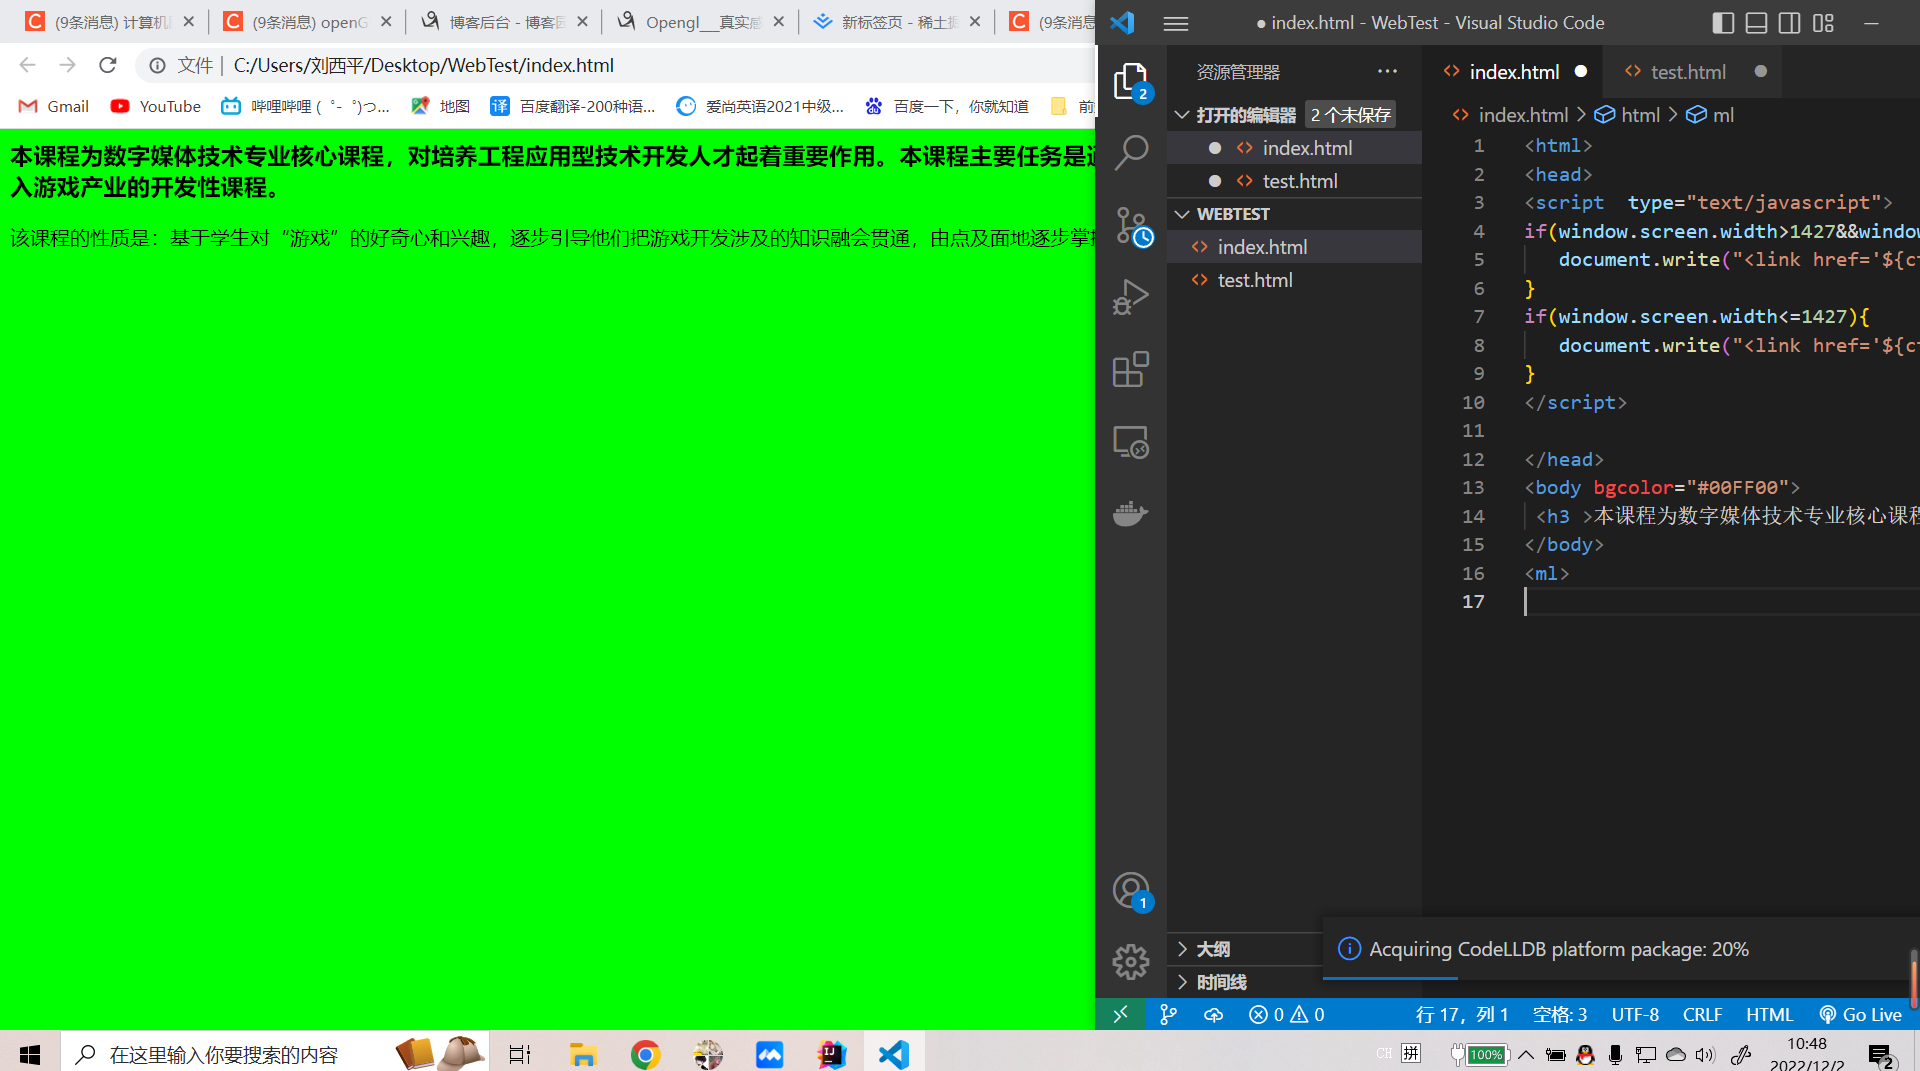 (9条消息) 计算机
(9条消息) openG
博客后台 - 博客园
Opengl___真实感
新标签页 - 稀土掘
(9条消息
文件 | C:/Users/刘西平/Desktop/WebTest/index.html
Gmail
YouTube
哔哩哔哩 ( ゜- ゜)つ...
地图
译 百度翻译-200种语...
爱尚英语2021中级...
百度一下，你就知道
本课程为数字媒体技术专业核心课程，对培养工程应用型技术开发人才起着重要作用。本课程主要任务是
入游戏产业的开发性课程。
该课程的性质是：基于学生对“游戏”的好奇心和兴趣，逐步引导他们把游戏开发涉及的知识融会贯通，由点及面地逐步掌
● index.html - WebTest - Visual Studio Code
资源管理器 ···
2
打开的编辑器 2 个未保存
index.html
test.html
WEBTEST
index.html
test.html
大纲
时间线
1
index.html ●
test.html ●
index.html > html > ml
1 <html>
2 <head>
3 <script  type="text/javascript">
4 if(window.screen.width>1427&&window
5    document.write("<link href='${ct
6 }
7 if(window.screen.width<=1427){
8    document.write("<link href='${ct
9 }
10 </script>
11
12 </head>
13 <body bgcolor="#00FF00">
14  <h3 >本课程为数字媒体技术专业核心课程
15 </body>
16 <ml>
17
Acquiring CodeLLDB platform package: 20%
0 0 行 17，列 1 空格: 3 UTF-8 CRLF HTML Go Live
在这里输入你要搜索的内容
CH 拼 100%
10:48
2022/12/2
2